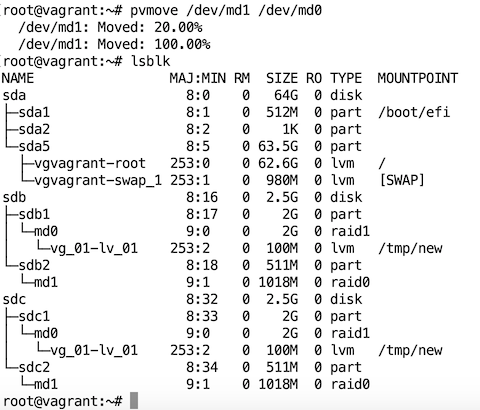 [root@vagrant:~# pvmove /dev/md1 /dev/md0
  /dev/md1: Moved: 20.00%
  /dev/md1: Moved: 100.00%
[root@vagrant:~# lsblk
NAME                 MAJ:MIN RM  SIZE RO TYPE  MOUNTPOINT
sda                    8:0    0   64G  0 disk
├─sda1                 8:1    0  512M  0 part  /boot/efi
├─sda2                 8:2    0    1K  0 part
└─sda5                 8:5    0 63.5G  0 part
  ├─vgvagrant-root   253:0    0 62.6G  0 lvm   /
  └─vgvagrant-swap_1 253:1    0  980M  0 lvm   [SWAP]
sdb                    8:16   0  2.5G  0 disk
├─sdb1                 8:17   0    2G  0 part
│ └─md0                9:0    0    2G  0 raid1
│   └─vg_01-lv_01    253:2    0  100M  0 lvm   /tmp/new
└─sdb2                 8:18   0  511M  0 part
  └─md1                9:1    0 1018M  0 raid0
sdc                    8:32   0  2.5G  0 disk
├─sdc1                 8:33   0    2G  0 part
│ └─md0                9:0    0    2G  0 raid1
│   └─vg_01-lv_01    253:2    0  100M  0 lvm   /tmp/new
└─sdc2                 8:34   0  511M  0 part
  └─md1                9:1    0 1018M  0 raid0
root@vagrant:~#